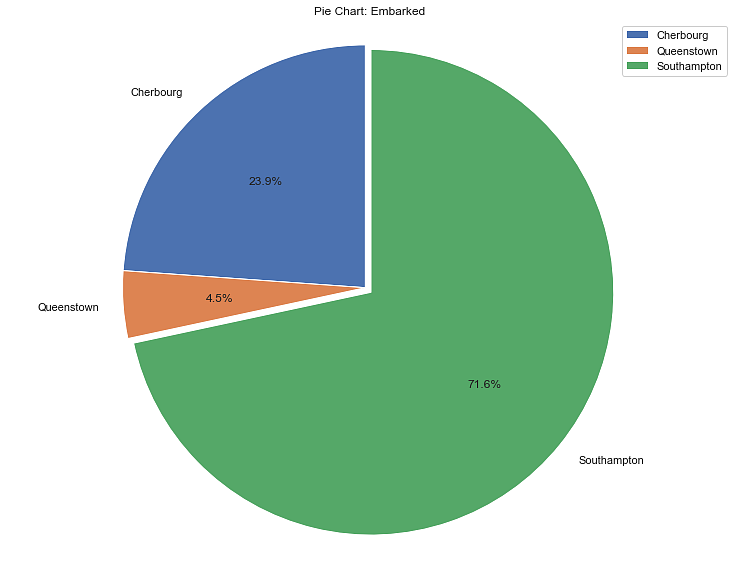 Pie Chart: Embarked
Cherbourg
Queenstown
Southampton
Cherbourg
23.9%
4.5%
Queenstown
71.6%
Southampton